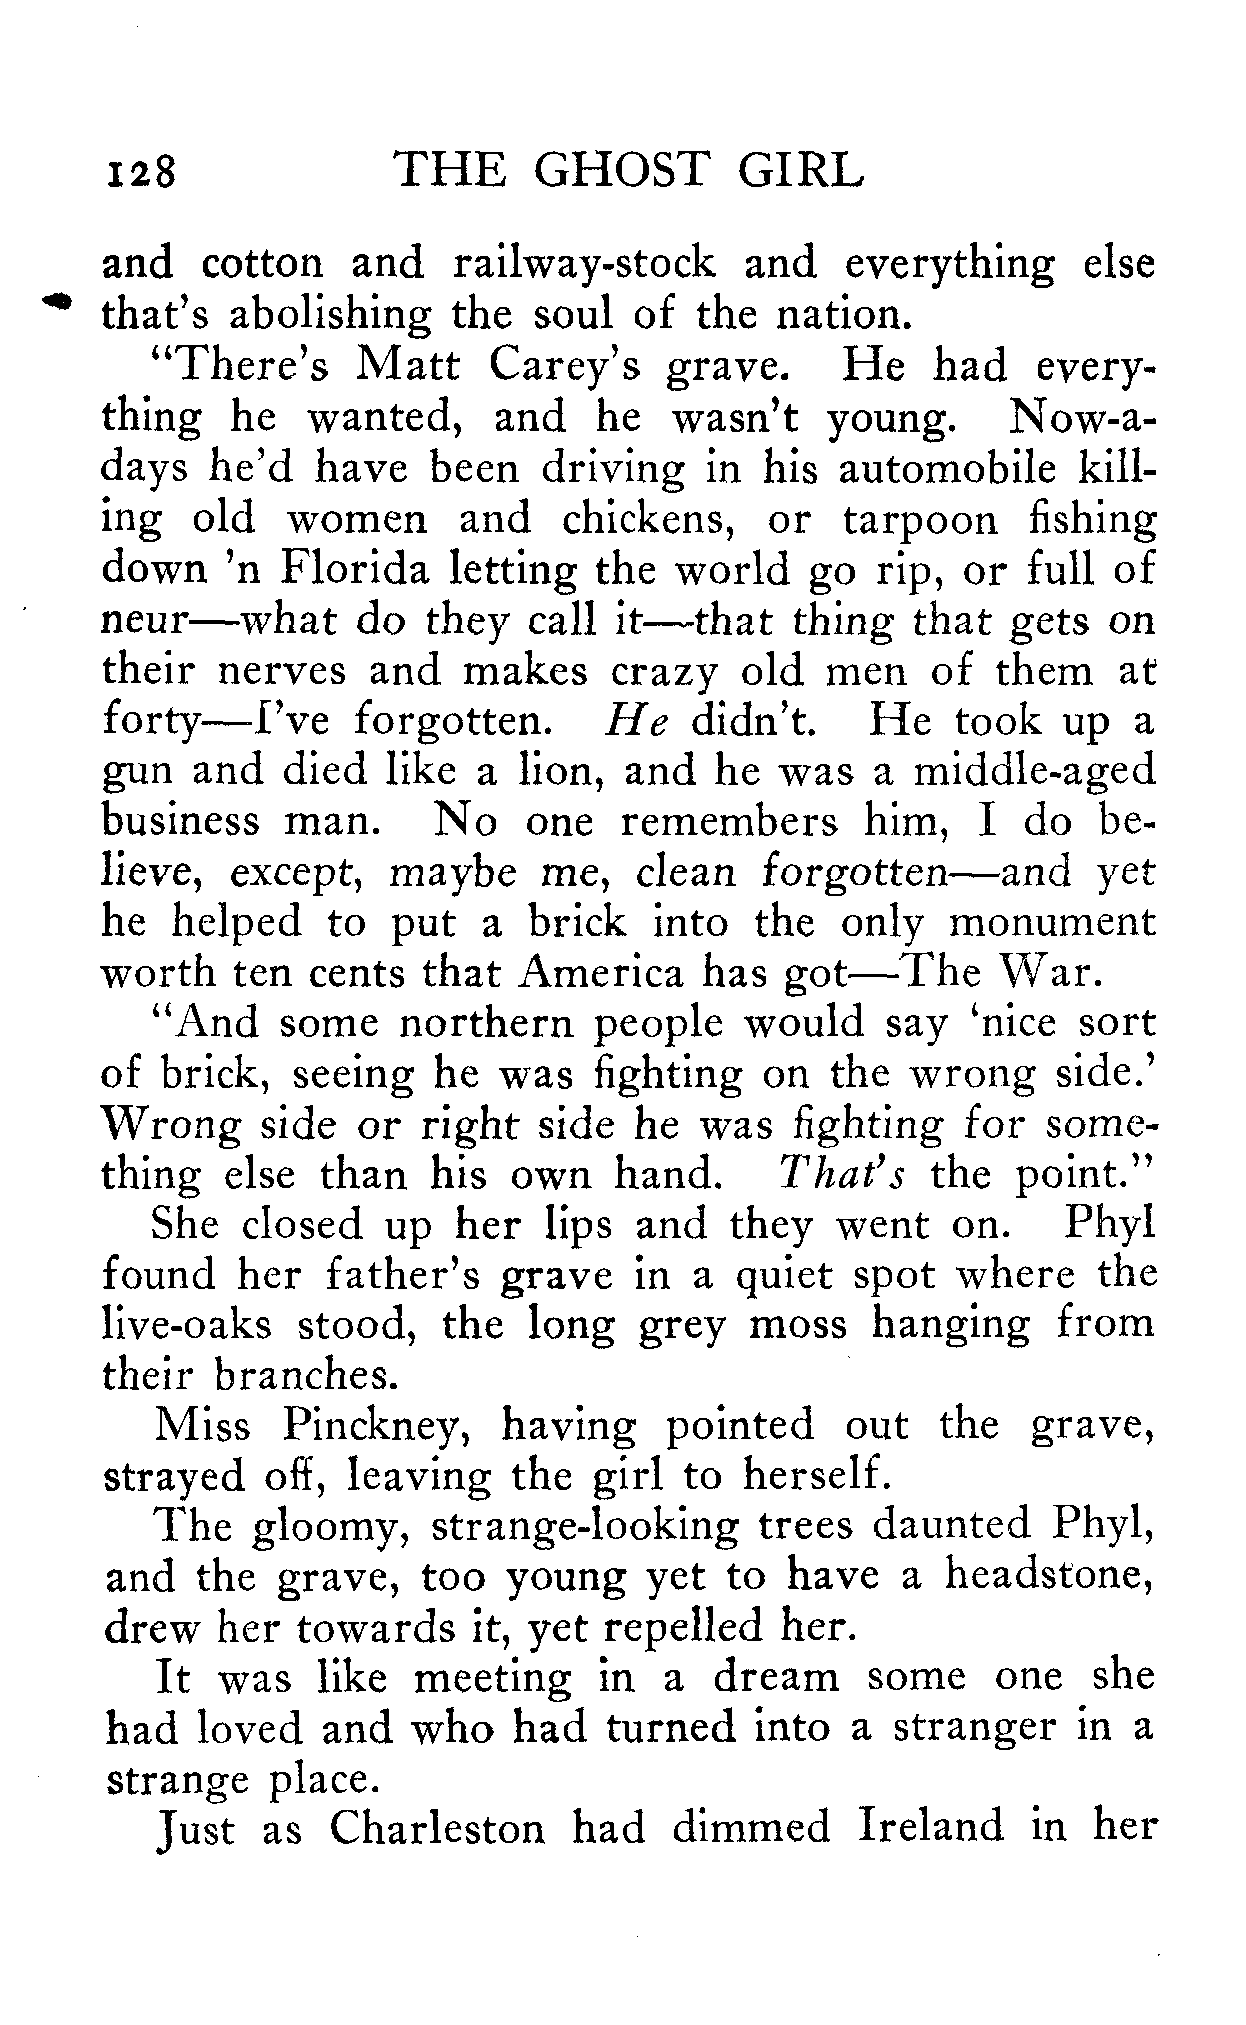 128 THE GHOST GIRL
and cotton and railway-stock and everything else
that's abolishing the soul of the nation.
"There's Matt Carey's grave. He had every-
thing he wanted, and he wasn't young. Now-a-
days he'd have been driving in his automobile kill-
ing old women and chickens, or tarpoon fishing
down 'n Florida letting the world go rip, or full of
neur—what do they call it—that thing that gets on
their nerves and makes crazy old men of them at
forty—I've forgotten. He didn't. He took up a
gun and died like a lion, and he was a middle-aged
business man. No one remembers him, I do be-
lieve, except, maybe me, clean forgotten—and yet
he helped to put a brick into the only monument
worth ten cents that America has got—The War.
"And some northern people would say 'nice sort
of brick, seeing he was fighting on the wrong side.'
Wrong side or right side he was fighting for some-
thing else than his own hand. That's the point."
She closed up her lips and they went on. Phyl
found her father's grave in a quiet spot where the
live-oaks stood, the long grey moss hanging from
their branches.
Miss Pinckney, having pointed out the grave,
strayed off, leaving the girl to herself.
The gloomy, strange-looking trees daunted Phyl,
and the grave, too young yet to have a headstone,
drew her towards it, yet repelled her.
It was like meeting in a dream some one she
had loved and who had turned into a stranger in a
strange place.
Just as Charleston had dimmed Ireland in her